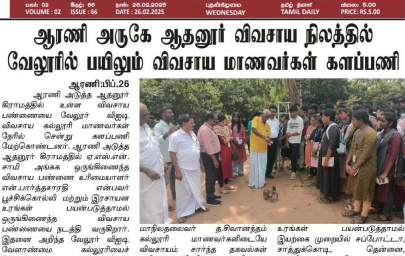 மலர்: 02 இதழ்: 66 நாள்: 26.02.2025 புதன்கிழமை தமிழ் தினசரி விலை: 5.00
VOLUME : 02 ISSUE : 66 DATE : 26.02.2025 WEDNESDAY TAMIL DAILY PRICE: RS.5.00
ஆரணி அருகே ஆதனூர் விவசாய நிலத்தில்
வேலூரில் பயிலும் விவசாய மாணவர்கள் களப்பணி
ஆரணி:பிப்,26
ஆரணி அடுத்த ஆதனூர்
கிராமத்தில் உள்ள விவசாய
பண்ணையை வேலூர் விஐடி
விவசாய கல்லூரி மாணவர்கள்
நேரில் சென்று களப்பணி
மேற்கொண்டனர். ஆரணி அடுத்த
ஆதனூர் கிராமத்தில் ஏ.எஸ்.என்.
சாமி அங்கக ஒருங்கிணைந்த
விவசாய பண்ணை உரிமையாளர்
என்.பார்த்தசாரதி என்பவர்
பூச்சிக்கொல்லி மற்றும் இரசாயன
உரங்கள் பயன்படுத்தாமல்
ஒருங்கிணைந்த விவசாய
பண்ணையை நடத்தி வருகிறார்.
இதனை அறிந்த வேலூர் விஐடி
வேளாண்மை கல்லூரியைச்
மாநிலதலைவர் த.சிவானந்தம்
கல்லூரி மாணவர்களிடையே
விவசாயம் சார்ந்த தகவல்கள்
உரங்கள் பயன்படுத்தாமல்
இயற்கை முறையில் சப்போட்டா,
சாத்துக்கொடி, தென்னை,